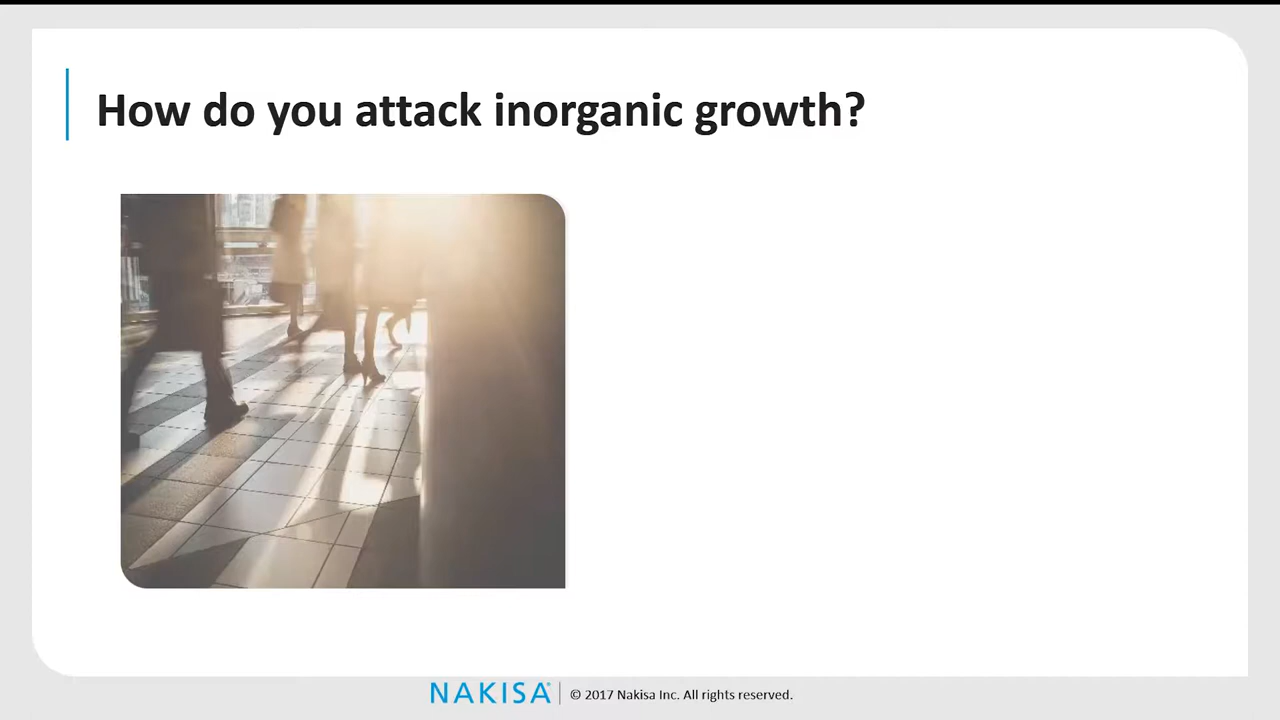 How do you attack inorganic growth?
NAKISA® © 2017 Nakisa Inc. All rights reserved.